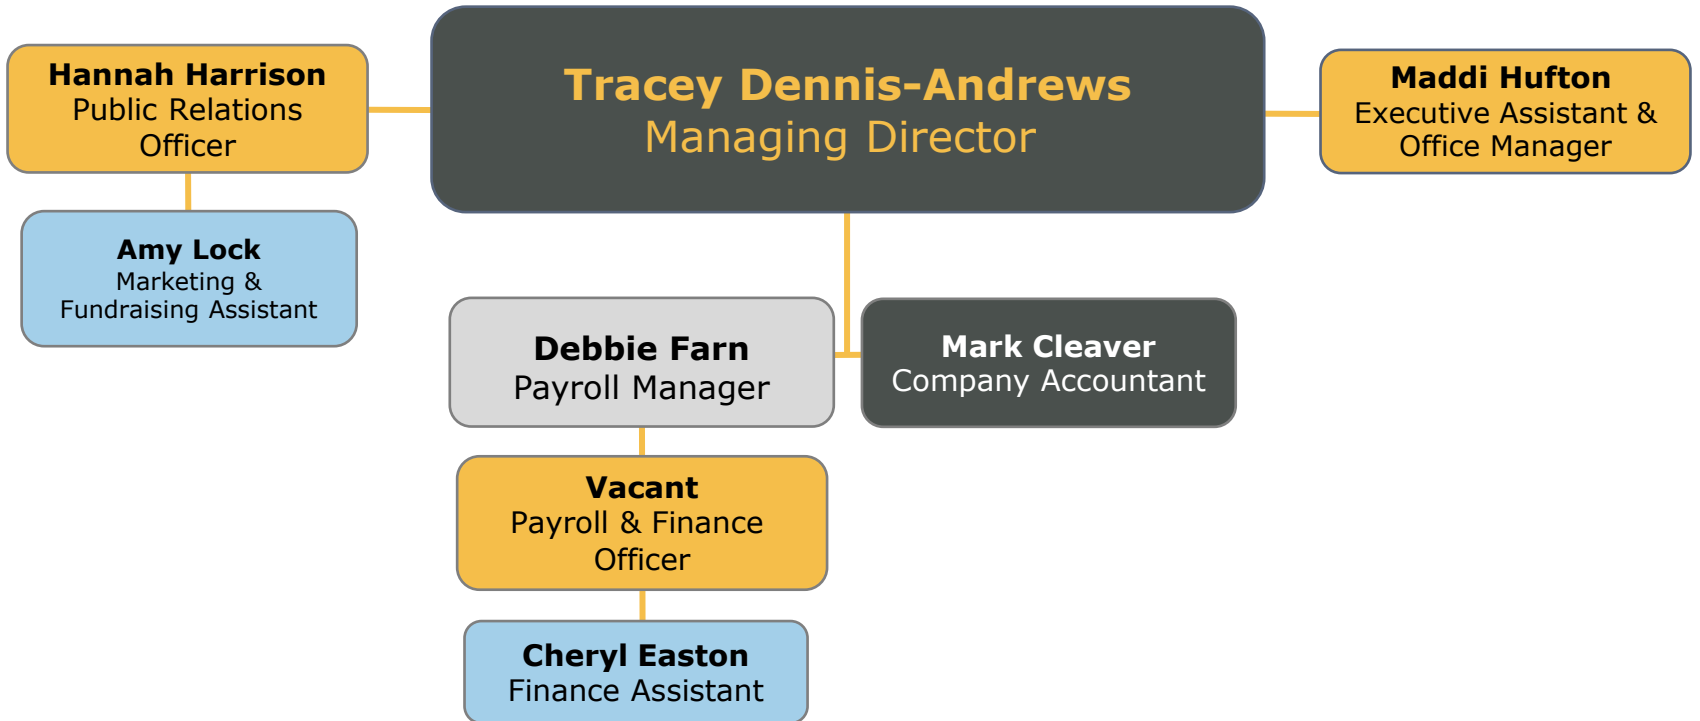 Hannah Harrison
Public Relations
Officer
Tracey Dennis-Andrews
Managing Director
Maddi Hufton
Executive Assistant &
Office Manager
Amy Lock
Marketing &
Fundraising Assistant
Debbie Farn
Payroll Manager
Mark Cleaver
Company Accountant
Vacant
Payroll & Finance
Officer
Cheryl Easton
Finance Assistant